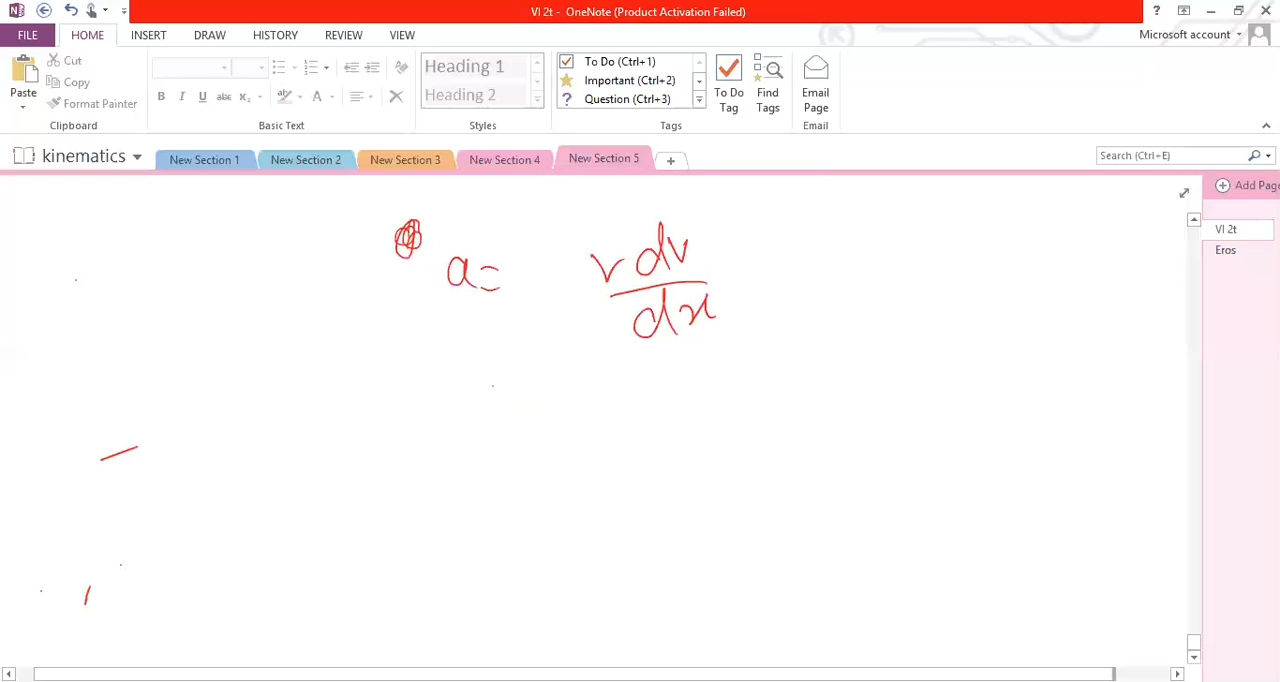 VI 2t - OneNote (Product Activation Failed)
?
FILE HOME INSERT DRAW HISTORY REVIEW VIEW
Microsoft account
Paste
Cut
Copy
Format Painter
Clipboard
B I U abc x₂ ab A
Basic Text
Heading 1
Heading 2
Styles
To Do (Ctrl+1)
Important (Ctrl+2)
? Question (Ctrl+3)
To Do Tag
Find Tags
Tags
Email Page
Email
kinematics
New Section 1 New Section 2 New Section 3 New Section 4 New Section 5 +
Search (Ctrl+E)
Add Page
VI 2t
Eros
a = v dv
dx